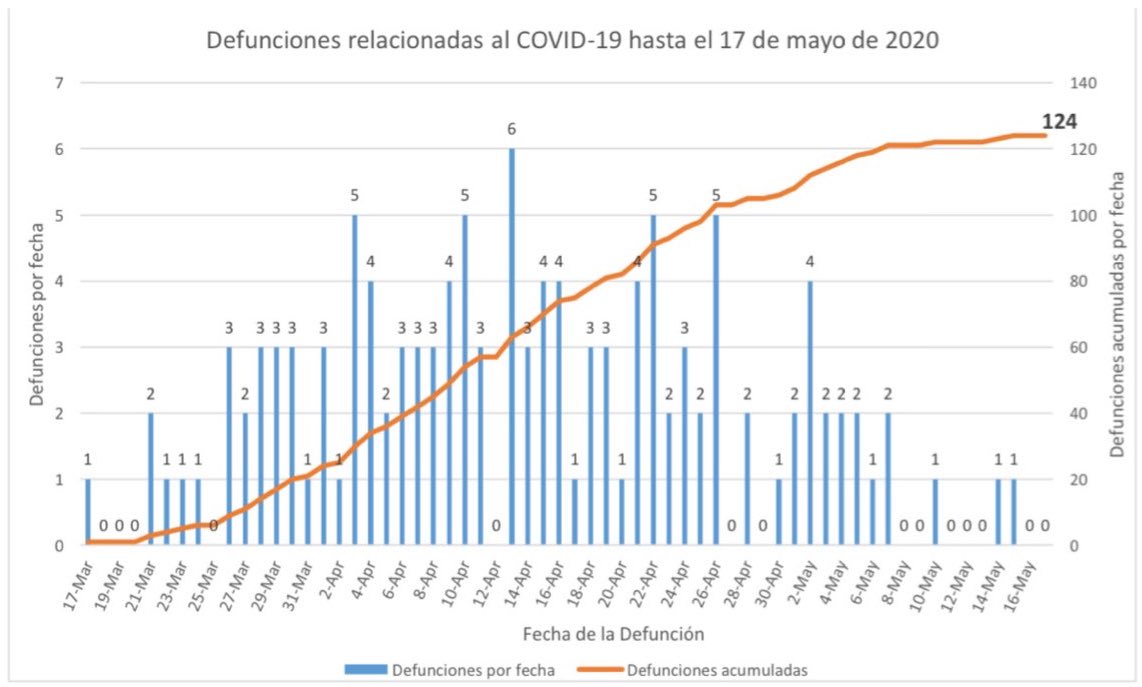 Defunciones relacionadas al COVID-19 hasta el 17 de mayo de 2020
7 140
124
6 6 120
5 5 5 5 5 100
4 4 4 4 4 4 4 80
3 3 3 3 3 3 3 3 3 3 3 3 3 60
2 2 2 2 2 2 2 2 2 2 2 2 40
1 1 1 1 1 1 1 1 1 1 1 1 1 1 20
0 0 0 0 0 0 0 0 0 0 0 0 0 0
0 0
Defunciones por fecha
Defunciones acumuladas por fecha
17-Mar 19-Mar 21-Mar 23-Mar 25-Mar 27-Mar 29-Mar 31-Mar 2-Apr 4-Apr 6-Apr 8-Apr 10-Apr 12-Apr 14-Apr 16-Apr 18-Apr 20-Apr 22-Apr 24-Apr 26-Apr 28-Apr 30-Apr 2-May 4-May 6-May 8-May 10-May 12-May 14-May 16-May
Fecha de la Defunción
Defunciones por fecha Defunciones acumuladas